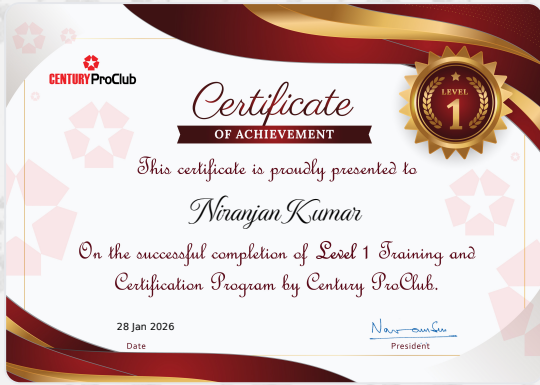 CENTURY ProClub
LEVEL
1
Certificate
OF ACHIEVEMENT
This certificate is proudly presented to
Niranjan Kumar
On the successful completion of Level 1 Training and
Certification Program by Century ProClub.
28 Jan 2026
Date
President